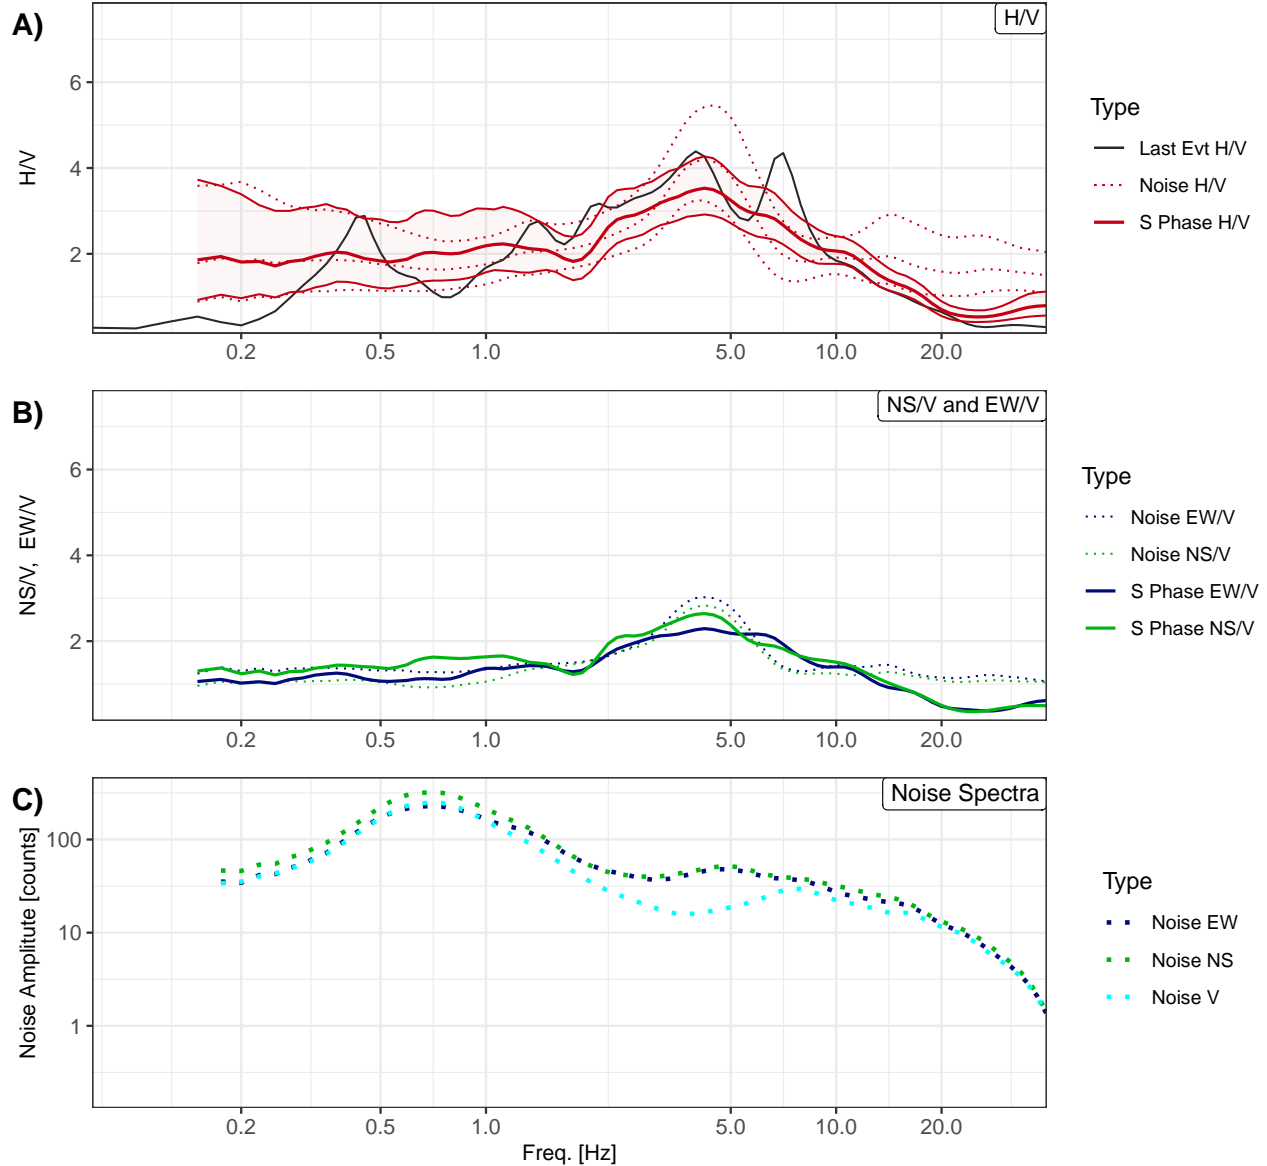 A)
H/V
6
4
2
H/V
0.2 0.5 1.0 5.0 10.0 20.0
Type
Last Evt H/V
Noise H/V
S Phase H/V
B)
NS/V and EW/V
6
4
2
NS/V, EW/V
0.2 0.5 1.0 5.0 10.0 20.0
Type
Noise EW/V
Noise NS/V
S Phase EW/V
S Phase NS/V
C)
Noise Spectra
100
10
1
Noise Amplitute [counts]
0.2 0.5 1.0 5.0 10.0 20.0
Freq. [Hz]
Type
Noise EW
Noise NS
Noise V